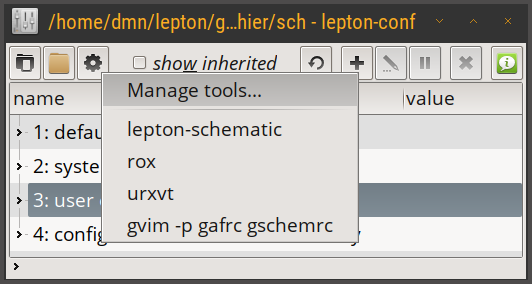 /home/dmn/lepton/g…hier/sch - lepton-conf
show inherited
name
value
Manage tools...
lepton-schematic
rox
urxvt
gvim -p gafrc gschemrc
1: defau
2: syste
3: user
4: config